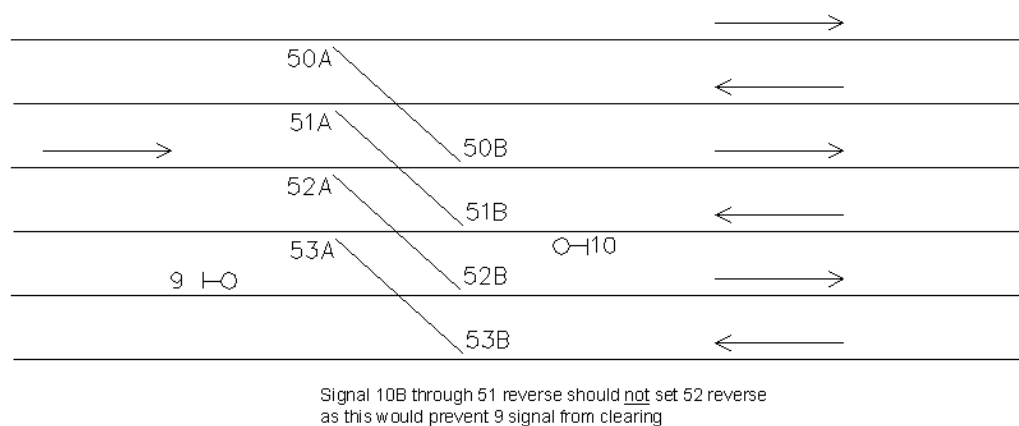 50A
51A
50B
52A
51B
53A
10
9
52B
53B
Signal 10B through 51 reverse should not set 52 reverse
as this would prevent 9 signal from clearing